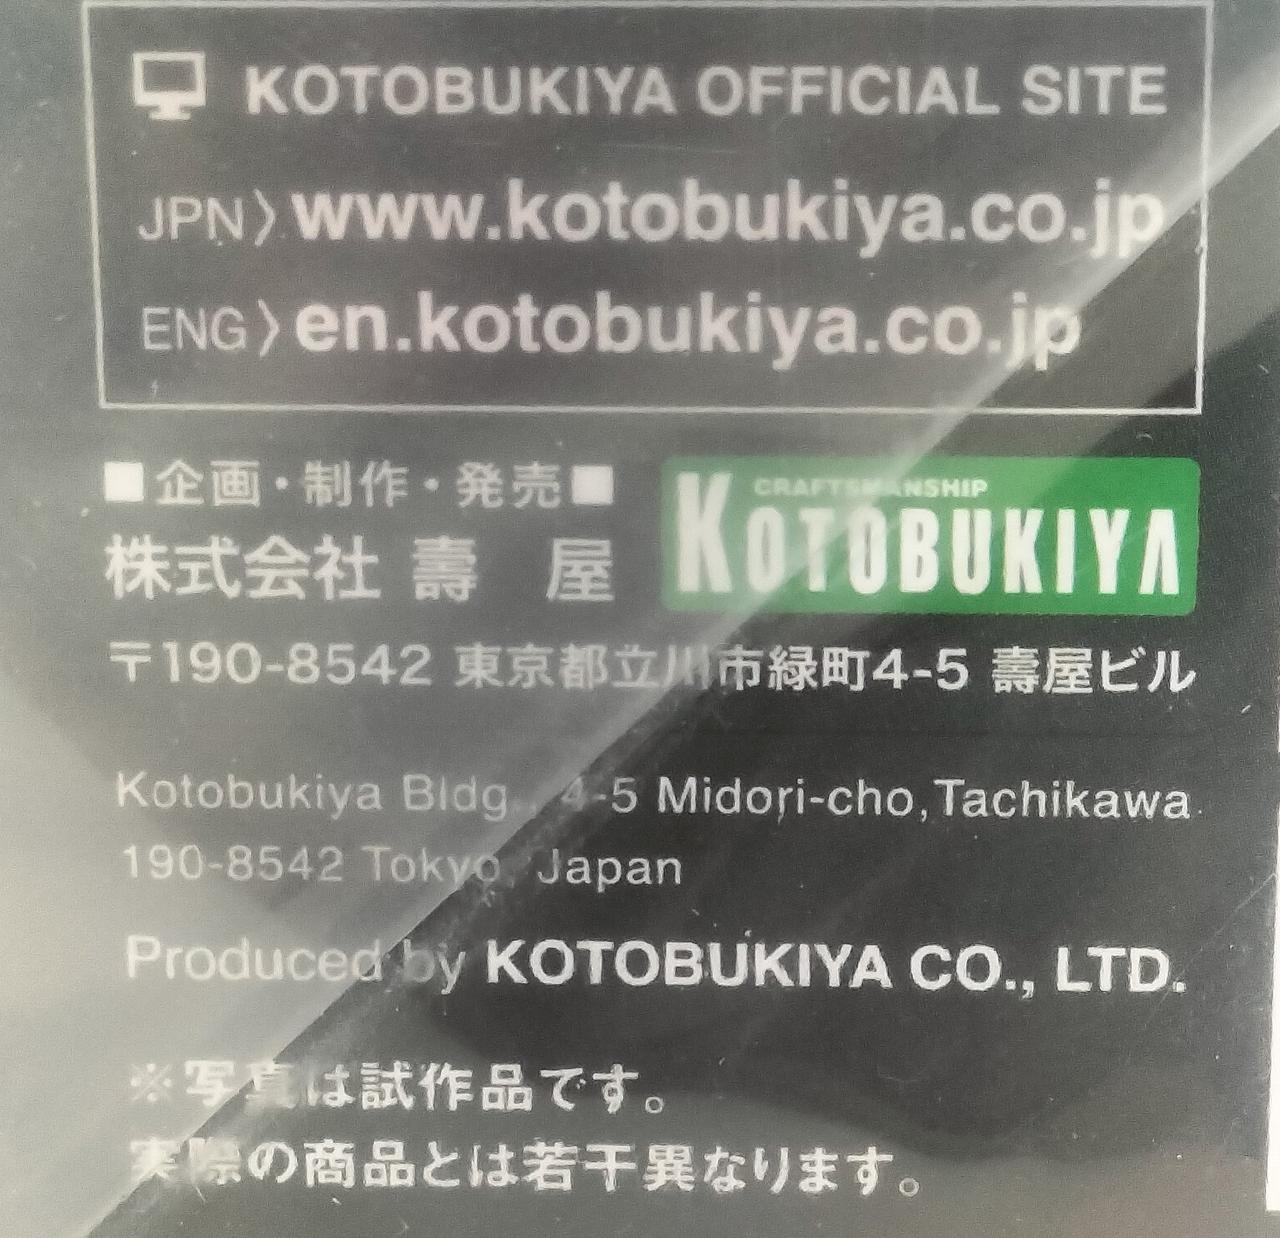 KOTOBUKIYA OFFICIAL SITE
JPN〉www.kotobukiya.co.jp
ENG〉en.kotobukiya.co.jp
■企画・制作・発売■
株式会社 壽 屋
CRAFTSMANSHIP
KOTOBUKIYA
〒190-8542 東京都立川市緑町4-5 壽屋ビル
Kotobukiya Bldg., 4-5 Midori-cho,Tachikawa
190-8542 Tokyo, Japan
Produced by KOTOBUKIYA CO., LTD.
※写真は試作品です。
実際の商品とは若干異なります。